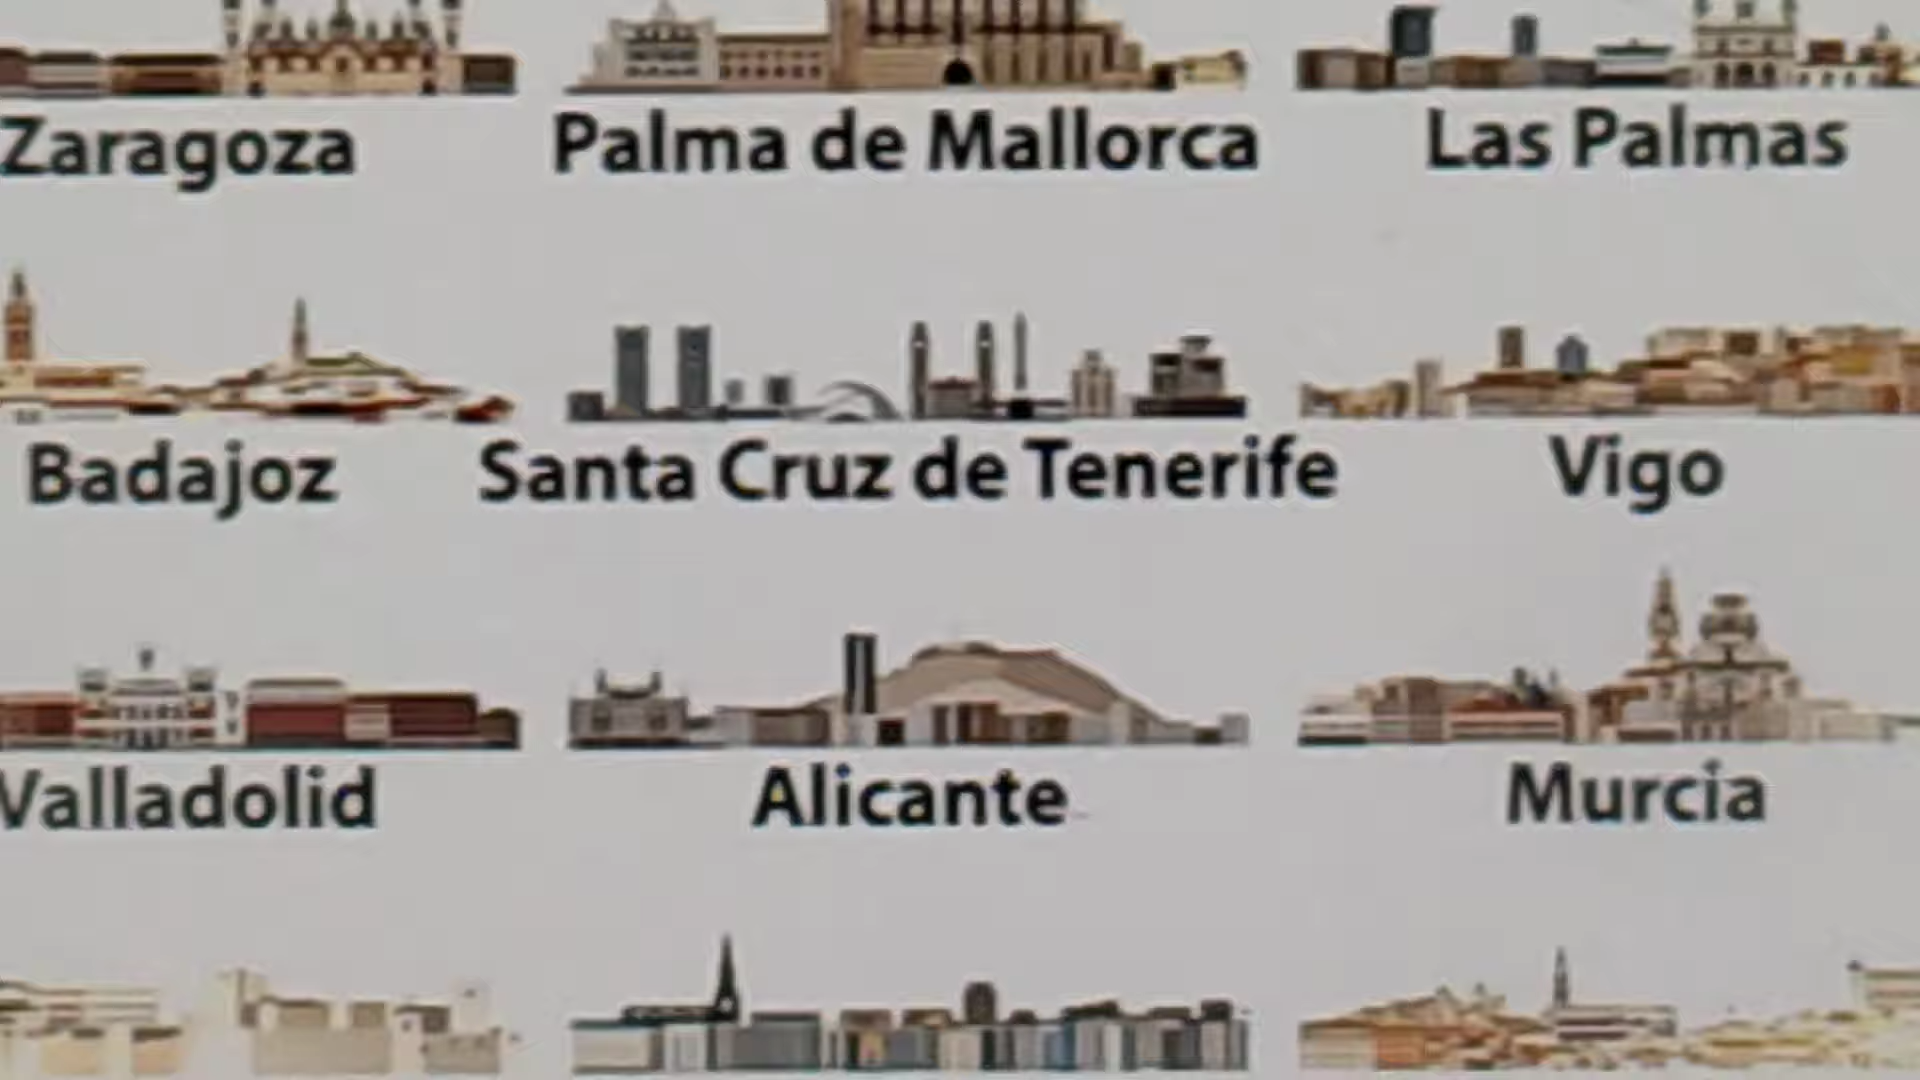 Zaragoza
Palma de Mallorca
Las Palmas
Badajoz
Santa Cruz de Tenerife
Vigo
Valladolid
Alicante
Murcia